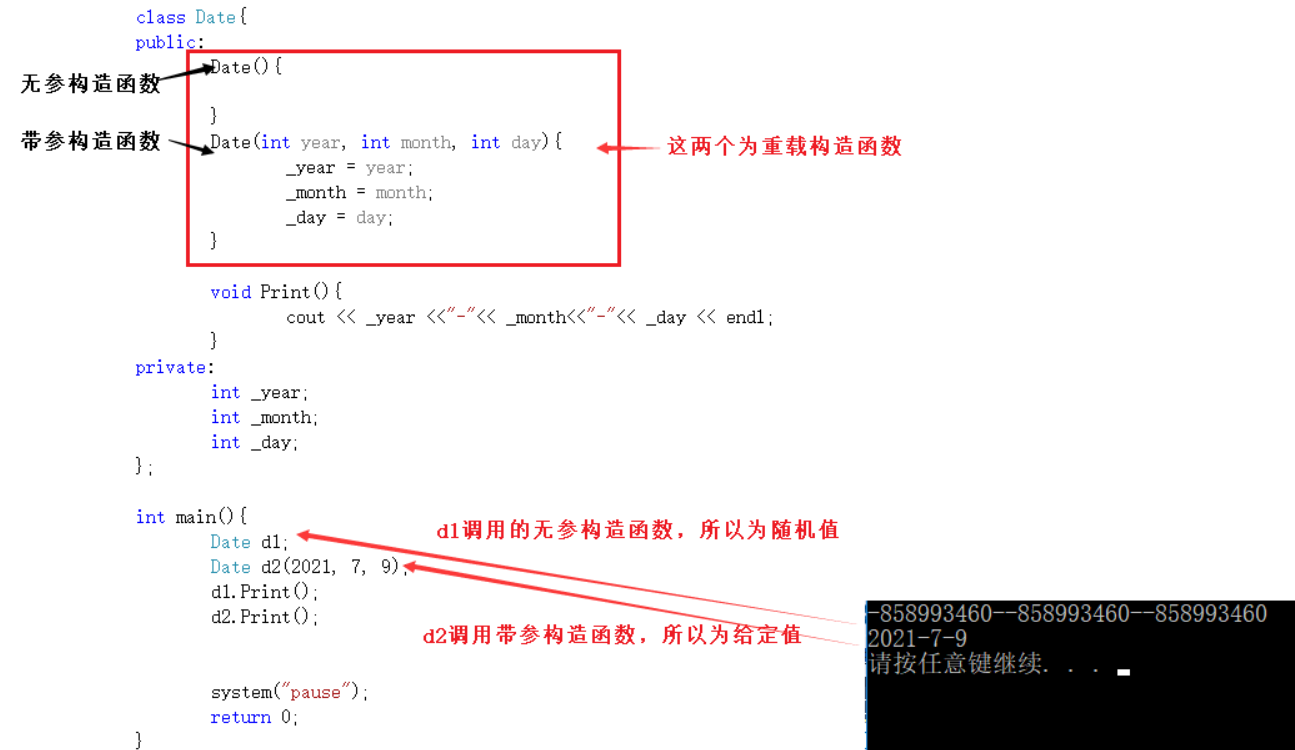 class Date{
public:
无参构造函数
Date(){
}
带参构造函数
Date(int year, int month, int day){
这两个为重载构造函数
_year = year;
_month = month;
_day = day;
}
void Print(){
cout << _year <<"-"<< _month<<"-"<< _day << endl;
}
private:
int _year;
int _month;
int _day;
};
int main(){
d1调用的无参构造函数，所以为随机值
Date d1;
Date d2(2021, 7, 9);
d1.Print();
d2.Print();
d2调用带参构造函数，所以为给定值
-858993460--858993460--858993460
2021-7-9
请按任意键继续. . .
system("pause");
return 0;
}